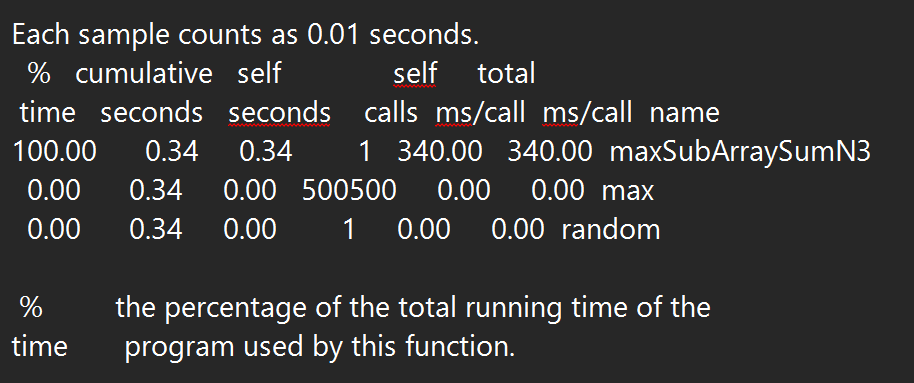 Each sample counts as 0.01 seconds.
% cumulative self self total
time seconds seconds calls ms/call ms/call name
100.00 0.34 0.34 1 340.00 340.00 maxSubArraySumN3
0.00 0.34 0.00 500500 0.00 0.00 max
0.00 0.34 0.00 1 0.00 0.00 random
% the percentage of the total running time of the
time program used by this function.